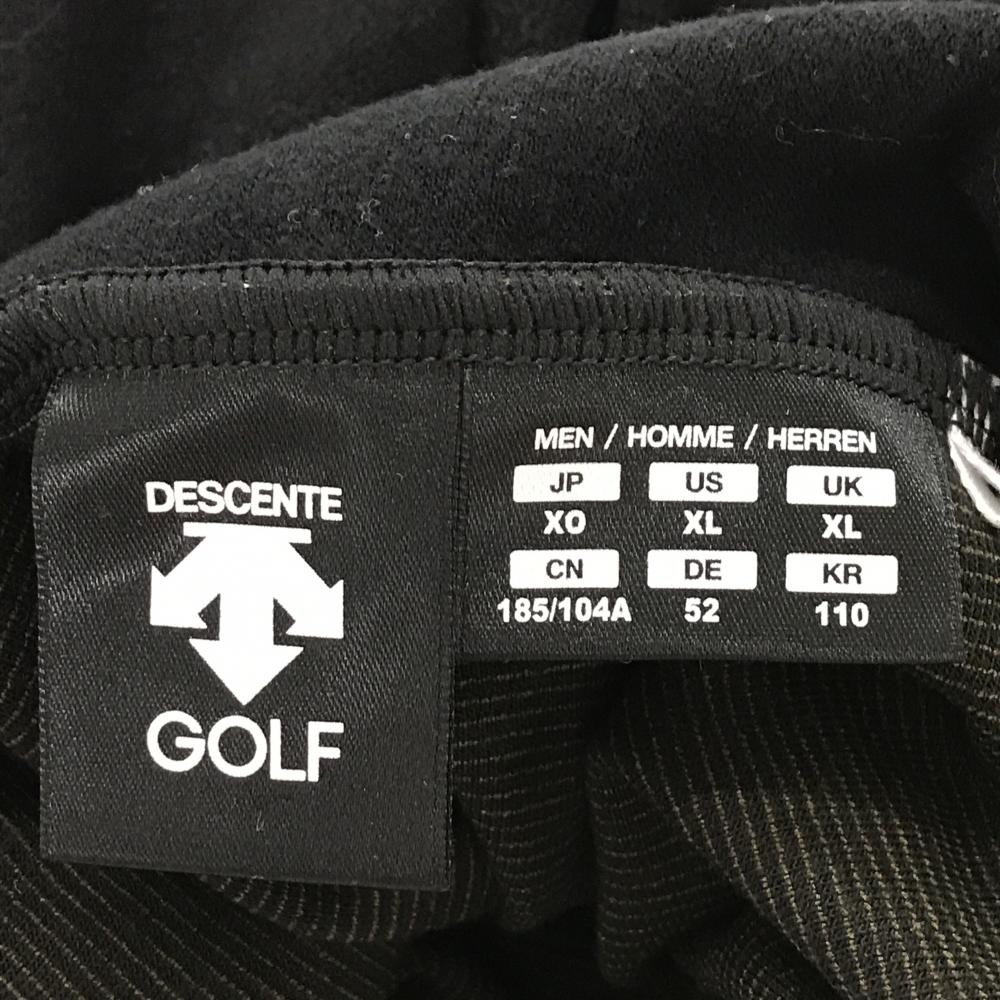 DESCENTE
GOLF
MEN / HOMME / HERREN
JP US UK
XO XL XL
CN DE KR
185/104A 52 110